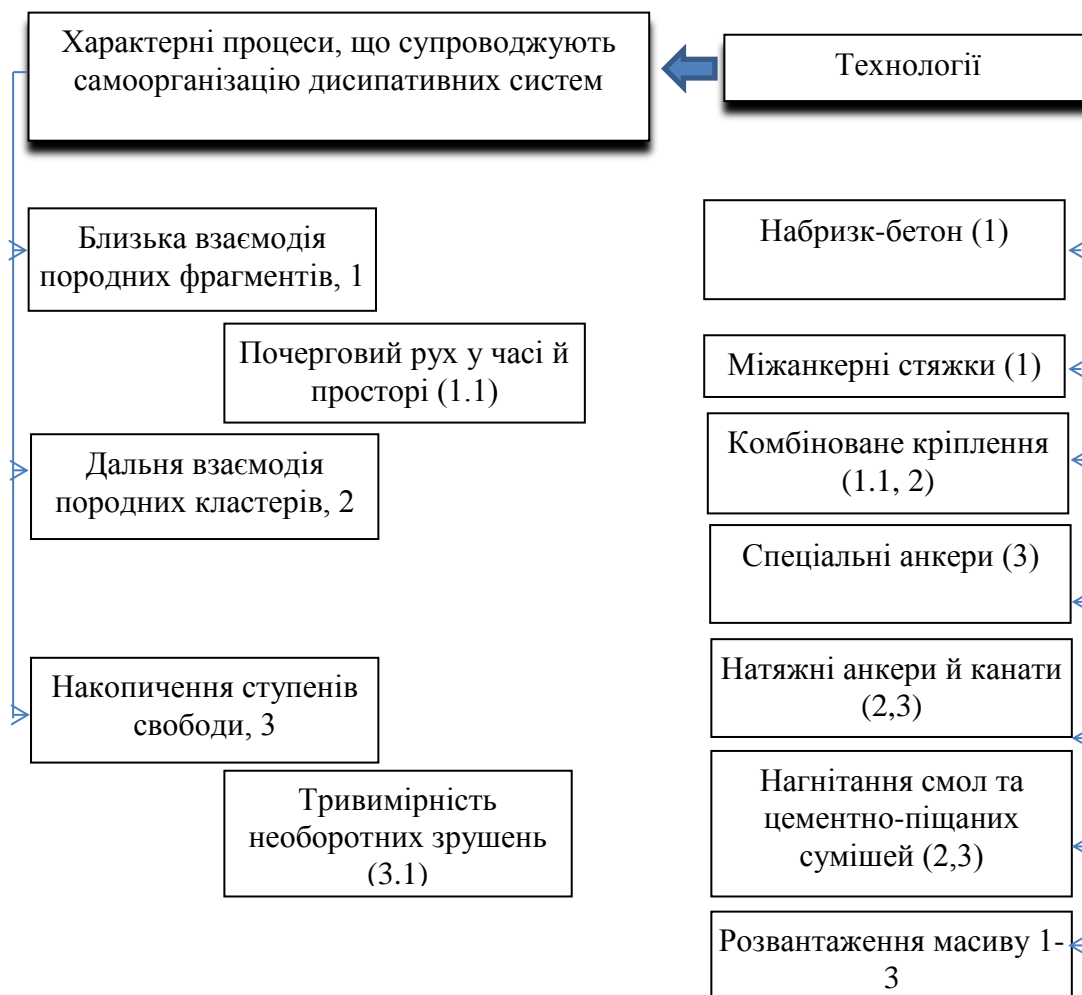 Характерні процеси, що супроводжують
самоорганізацію дисипативних систем
Технології
Близька взаємодія
породних фрагментів, 1
Почерговий рух у часі й
просторі (1.1)
Дальня взаємодія
породних кластерів, 2
Накопичення ступенів
свободи, 3
Тривимірність
необоротних зрушень
(3.1)
Набризк-бетон (1)
Міжанкерні стяжки (1)
Комбіноване кріплення
(1.1, 2)
Спеціальні анкери (3)
Натяжні анкери й канати
(2,3)
Нагнітання смол та
цементно-піщаних
сумішей (2,3)
Розвантаження масиву 1-
3